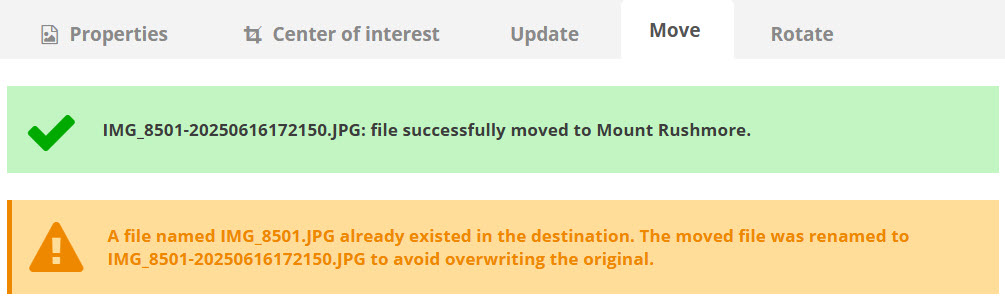 Properties Center of interest Update Move Rotate
IMG_8501-20250616172150.JPG: file successfully moved to Mount Rushmore.
A file named IMG_8501.JPG already existed in the destination. The moved file was renamed to
IMG_8501-20250616172150.JPG to avoid overwriting the original.